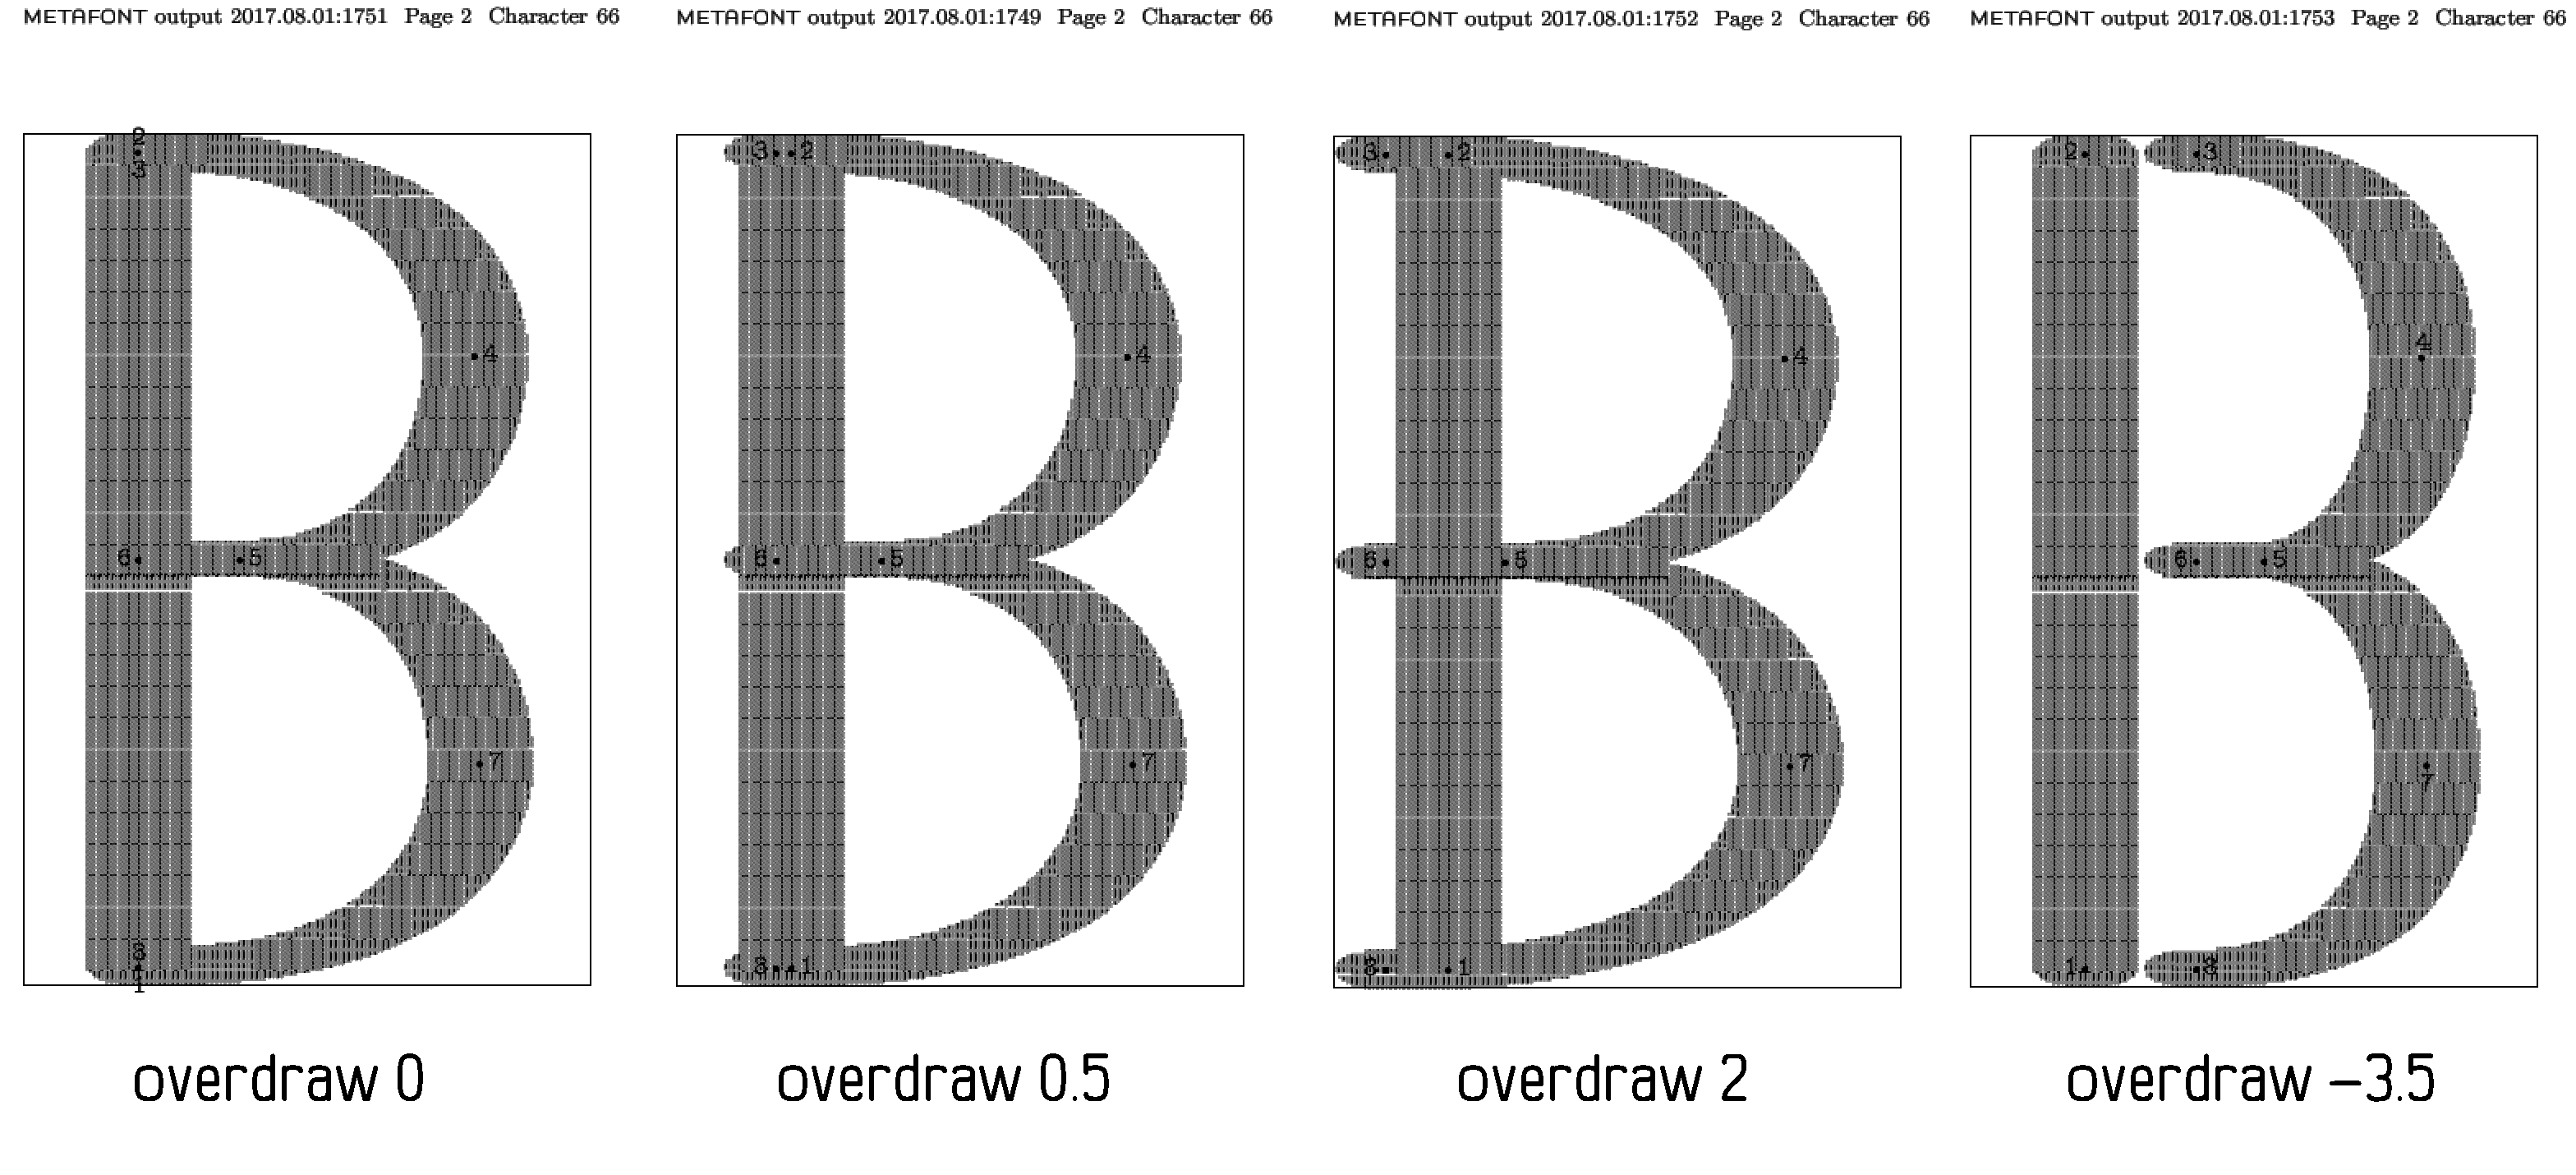 METAFONT output 2017.08.01:1751 Page 2 Character 66
METAFONT output 2017.08.01:1749 Page 2 Character 66
METAFONT output 2017.08.01:1752 Page 2 Character 66
METAFONT output 2017.08.01:1753 Page 2 Character 66
2
3
4
6 5
7
8
1
3 2
4
6 5
7
8 1
3 2
4
6 5
7
8 1
2 3
4
6 5
7
1 8
overdraw 0
overdraw 0.5
overdraw 2
overdraw -3.5